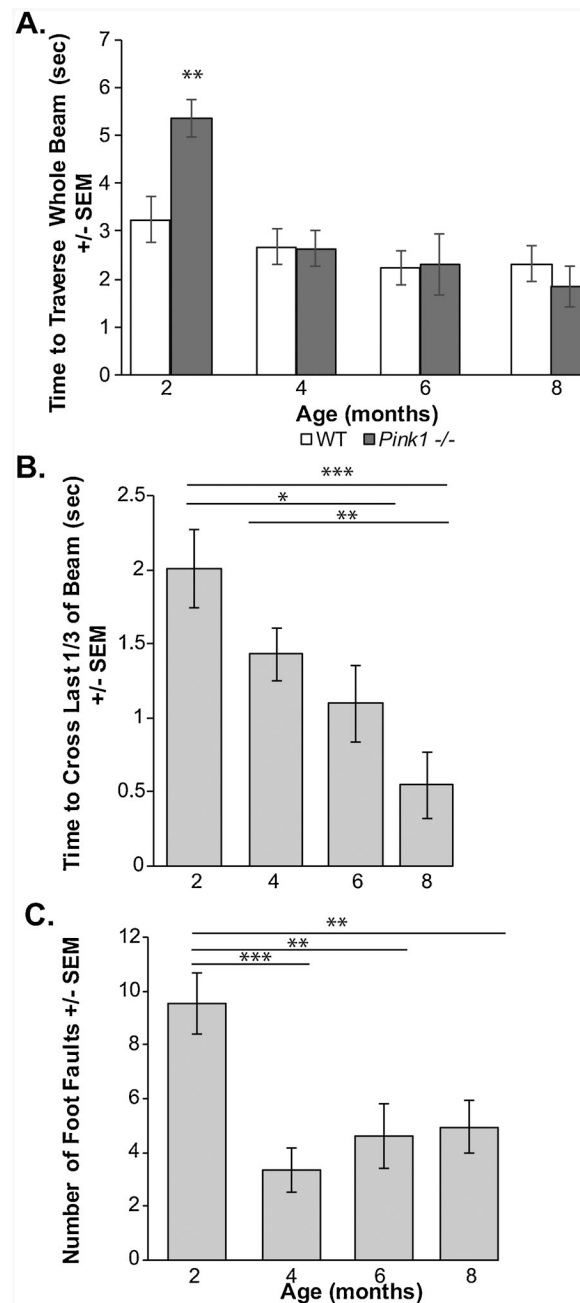 A.
Time to Traverse Whole Beam (sec)
+/- SEM
7
6
5
4
3
2
1
0
**
2 4 6 8
Age (months)
WT Pink1 -/-
B.
Time to Cross Last 1/3 of Beam (sec)
+/- SEM
2.5
2
1.5
1
0.5
0
***
*
**
2 4 6 8
C.
Number of Foot Faults +/- SEM
12
10
8
6
4
2
0
**
**
***
2 4 6 8
Age (months)